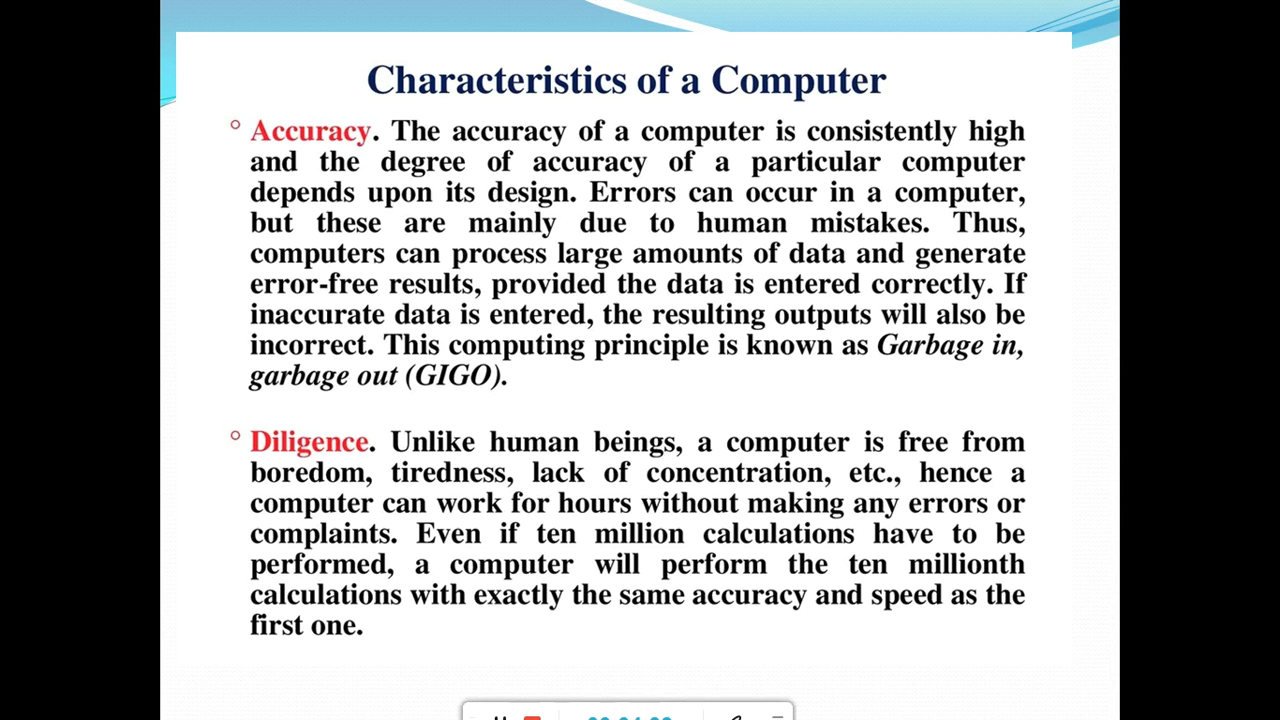 Characteristics of a Computer
° Accuracy. The accuracy of a computer is consistently high
and the degree of accuracy of a particular computer
depends upon its design. Errors can occur in a computer,
but these are mainly due to human mistakes. Thus,
computers can process large amounts of data and generate
error-free results, provided the data is entered correctly. If
inaccurate data is entered, the resulting outputs will also be
incorrect. This computing principle is known as Garbage in,
garbage out (GIGO).
° Diligence. Unlike human beings, a computer is free from
boredom, tiredness, lack of concentration, etc., hence a
computer can work for hours without making any errors or
complaints. Even if ten million calculations have to be
performed, a computer will perform the ten millionth
calculations with exactly the same accuracy and speed as the
first one.